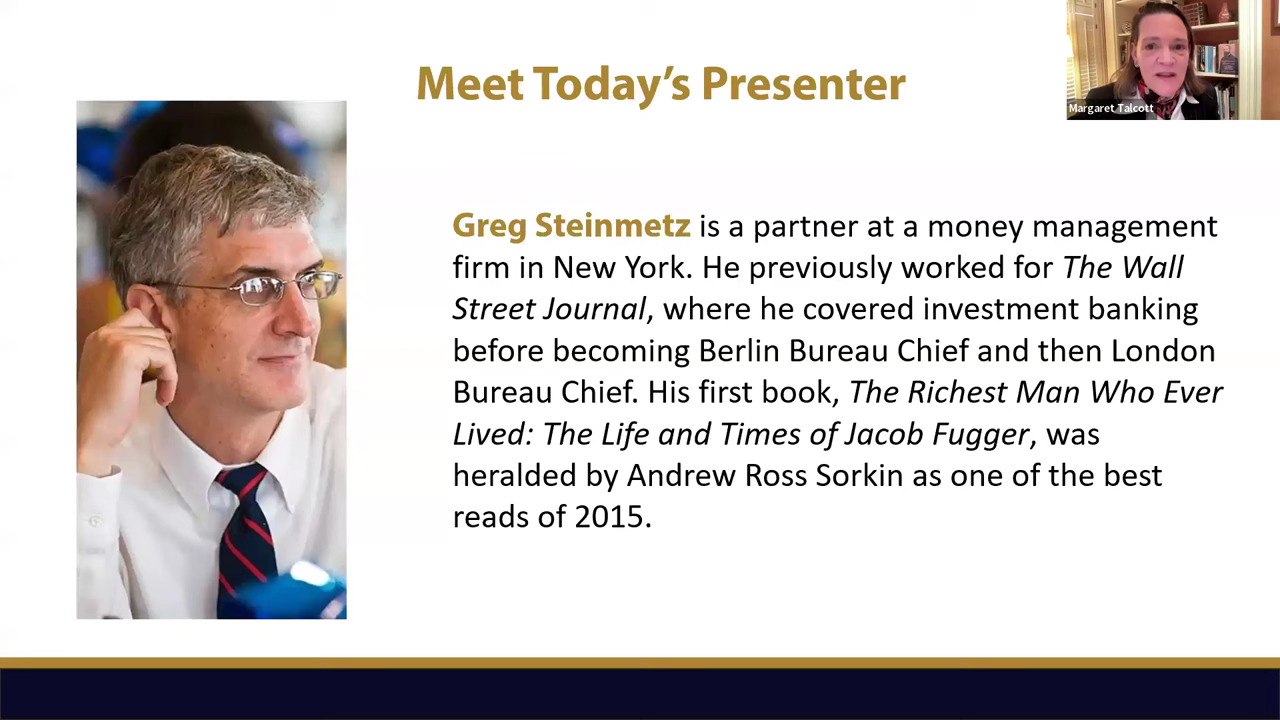 Meet Today's Presenter
Margaret Talcott
Greg Steinmetz is a partner at a money management
firm in New York. He previously worked for The Wall
Street Journal, where he covered investment banking
before becoming Berlin Bureau Chief and then London
Bureau Chief. His first book, The Richest Man Who Ever
Lived: The Life and Times of Jacob Fugger, was
heralded by Andrew Ross Sorkin as one of the best
reads of 2015.